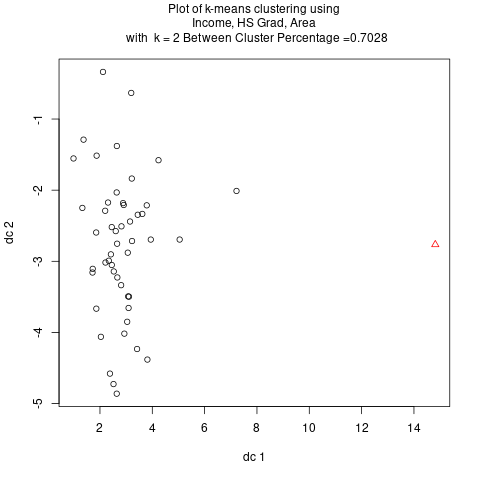 Plot of k-means clustering using
Income, HS Grad, Area
with  k = 2 Between Cluster Percentage =0.7028
-1
-2
-3
-4
-5
dc 2
2 4 6 8 10 12 14
dc 1